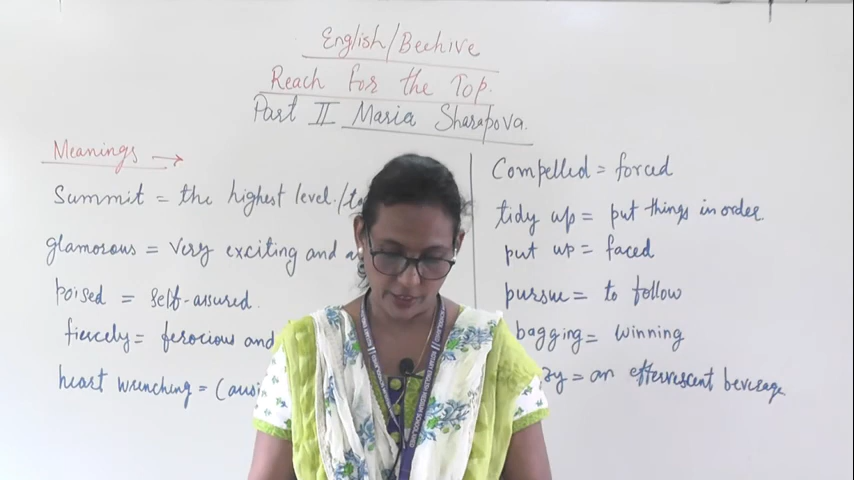 English/Beehive
Reach for the Top.
Part II Maria Sharapova.
Meanings →
Summit = the highest level./
glamorous = very exciting and
poised = self-assured.
fiercely = ferocious and
heart wrenching =
Compelled = forced
tidy up = put things in order.
put up = faced
pursue = to follow
bagging = winning
= an effervescent beverage